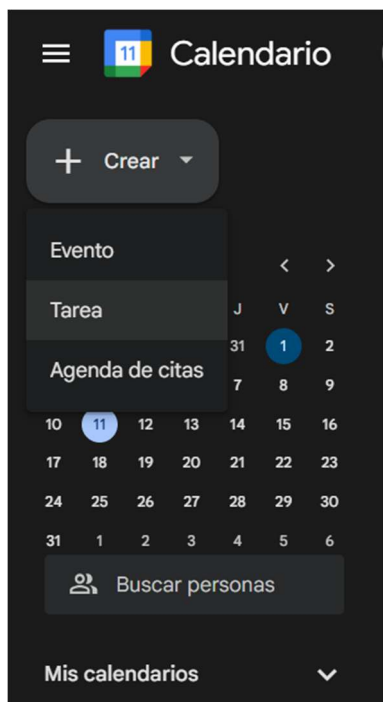 11 Calendario
+ Crear
Evento
< >
Tarea
J V S
31 1 2
Agenda de citas
7 8 9
10 11 12 13 14 15 16
17 18 19 20 21 22 23
24 25 26 27 28 29 30
31 1 2 3 4 5 6
Buscar personas
Mis calendarios